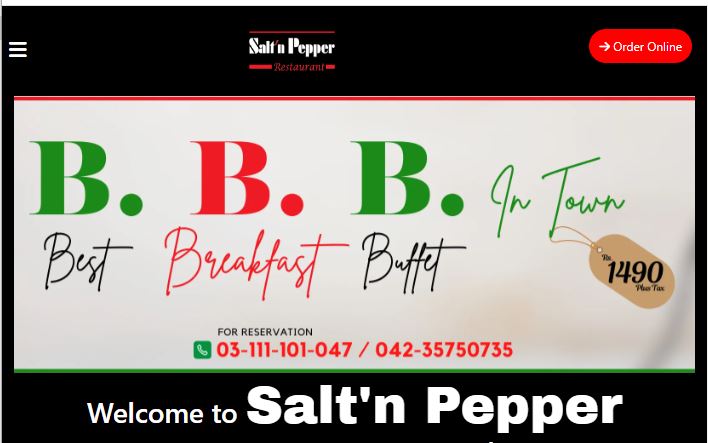 Salt'n Pepper
Restaurant
→ Order Online
B. B. B. In Town
Best Breakfast Buffet
Rs.
1490
Plus Tax
FOR RESERVATION
03-111-101-047 / 042-35750735
Welcome to Salt'n Pepper